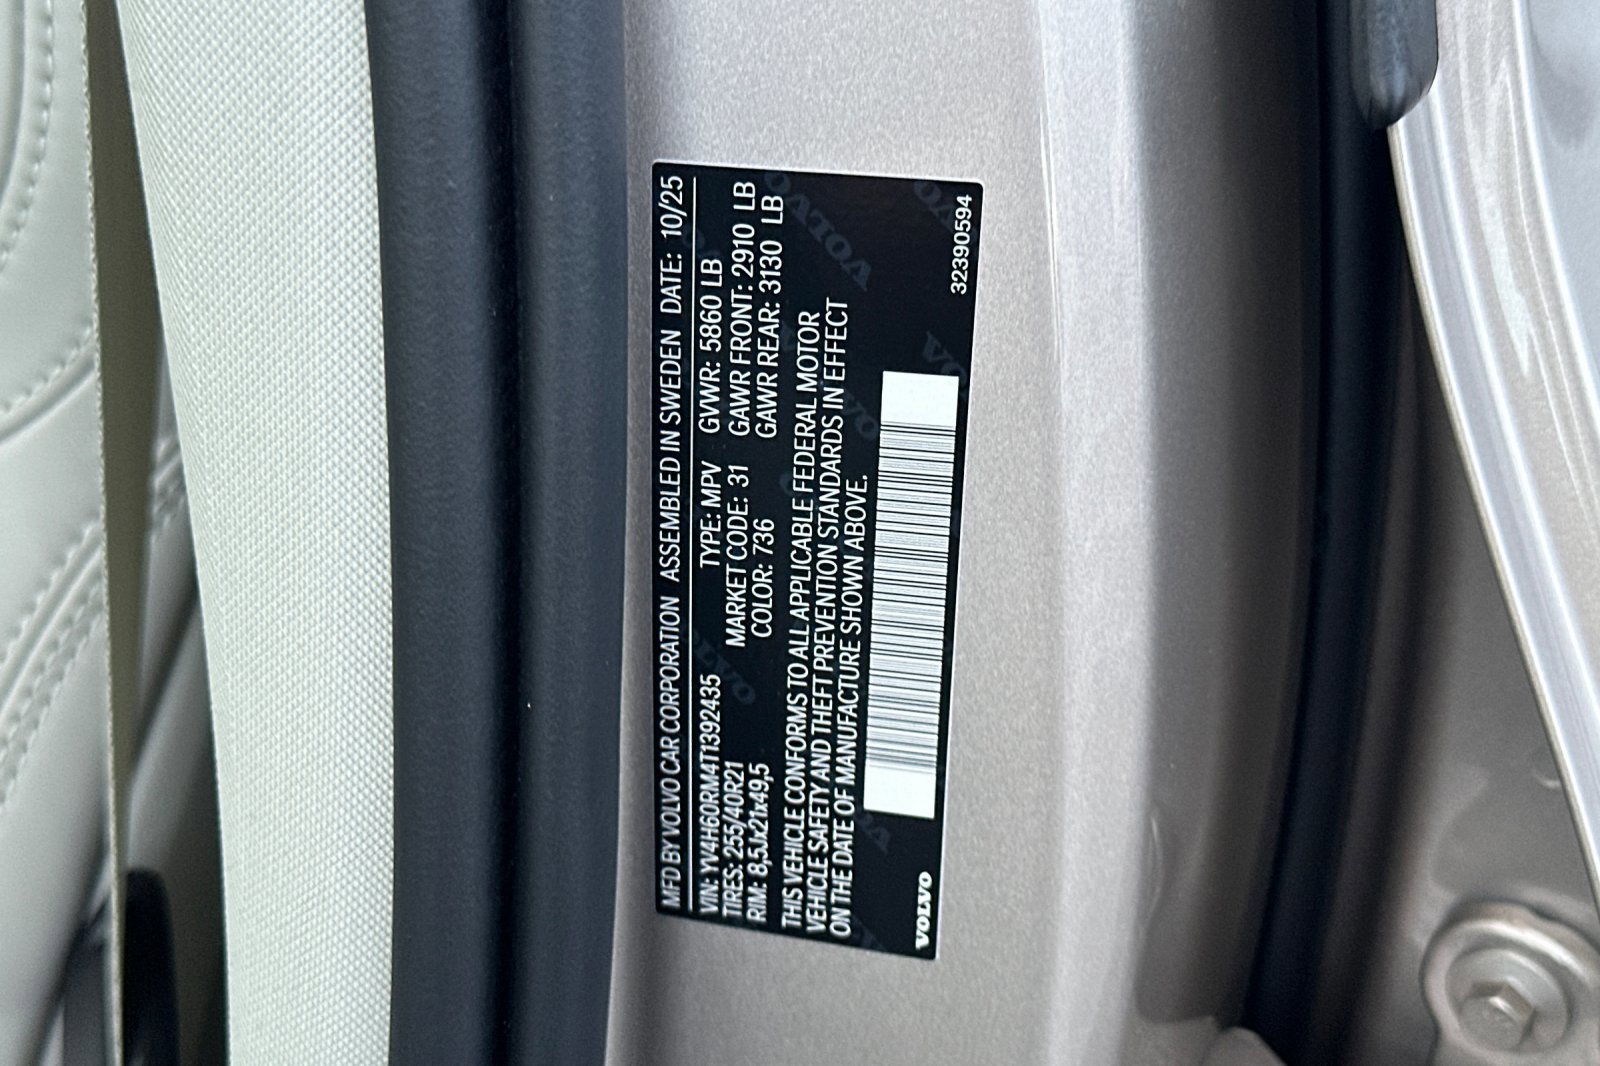 MFD BY VOLVO CAR CORPORATION ASSEMBLED IN SWEDEN DATE: 10/25
VIN: YV4H60RM4T1392435 TYPE: MPV GVWR: 5860 LB
TIRES: 255/40R21 MARKET CODE: 31 GAWR FRONT: 2910 LB
RIM: 8,5Jx21x49,5 COLOR: 736 GAWR REAR: 3130 LB
THIS VEHICLE CONFORMS TO ALL APPLICABLE FEDERAL MOTOR
VEHICLE SAFETY AND THEFT PREVENTION STANDARDS IN EFFECT
ON THE DATE OF MANUFACTURE SHOWN ABOVE.
VOLVO 32390594